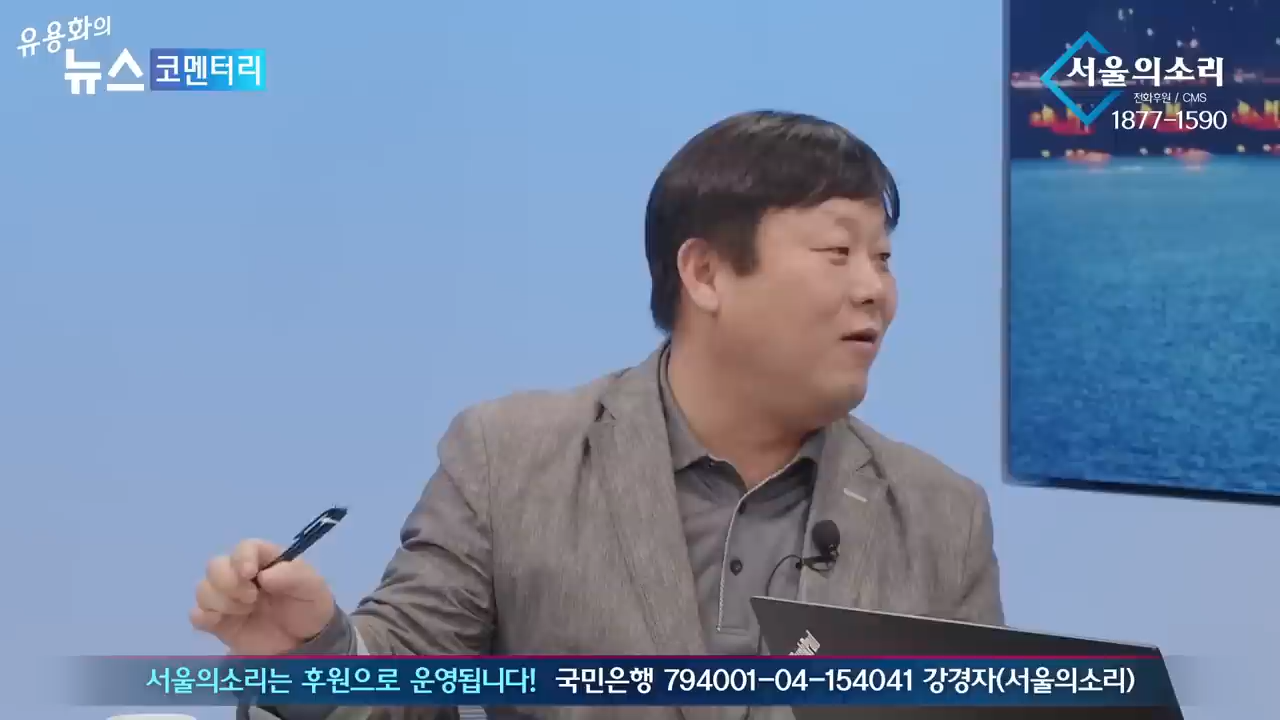 유용화의
뉴스 코멘터리
서울의소리
전화후원 / CMS
1877-1590
서울의소리는 후원으로 운영됩니다! 국민은행 794001-04-154041 강경자(서울의소리)